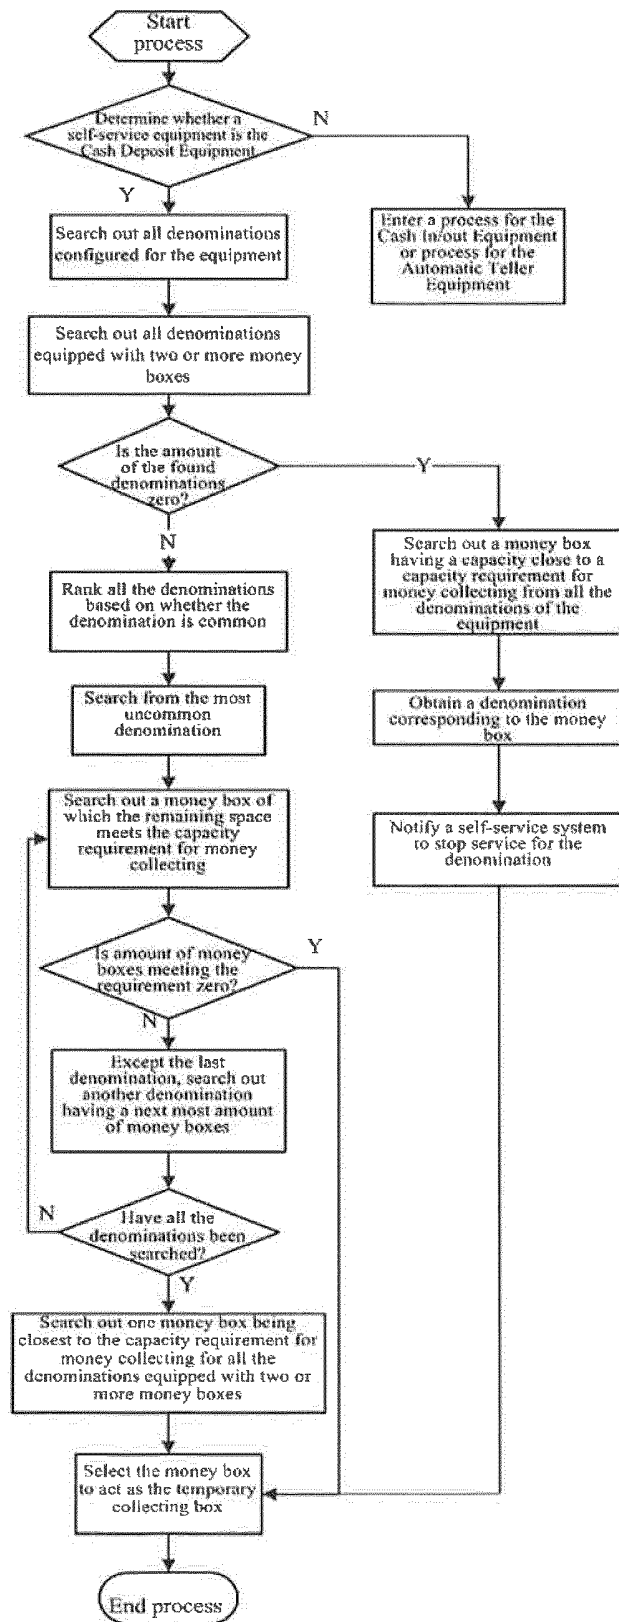 Start
process
Determine whether a
self-service equipment is the
Cash Deposit Equipment
N
Y
Enter a process for the
Cash In/out Equipment
or process for the
Automatic Teller
Equipment
Search out all denominations
configured for the equipment
Search out all denominations
equipped with two or more money
boxes
Is the amount
of the found
denominations
zero?
Y
N
Search out a money box
having a capacity close to a
capacity requirement for
money collecting from all the
denominations of the
equipment
Rank all the denominations
based on whether the
denomination is common
Search from the most
uncommon
denomination
Obtain a denomination
corresponding to the money
box
Search out a money box of
which the remaining space
meets the capacity
requirement for money
collecting
Notify a self-service system
to stop service for the
denomination
Is amount of money
boxes meeting the
requirement zero?
Y
N
Except the last
denomination, search out
another denomination
having a next most amount
of money boxes
N
Have all the
denominations been
searched?
Y
Search out one money box being
closest to the capacity requirement for
money collecting for all the
denominations equipped with two or
more money boxes
Select the money box
to act as the temporary
collecting box
End process